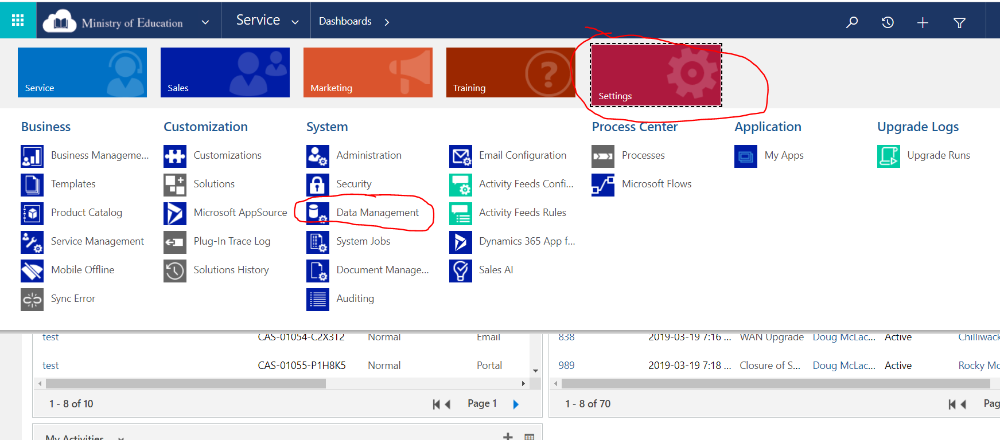 Ministry of Education
Service
Dashboards
Service
Sales
Marketing
Training
Settings
Business
Business Manageme...
Templates
Product Catalog
Service Management
Mobile Offline
Sync Error
Customization
Customizations
Solutions
Microsoft AppSource
Plug-In Trace Log
Solutions History
System
Administration
Security
Data Management
System Jobs
Document Manage...
Auditing
Email Configuration
Activity Feeds Confi...
Activity Feeds Rules
Dynamics 365 App f...
Sales AI
Process Center
Processes
Microsoft Flows
Application
My Apps
Upgrade Logs
Upgrade Runs
test CAS-01054-C2X3T2 Normal Email
test CAS-01055-P1H8K5 Normal Portal
1 - 8 of 10 Page 1
838 2019-03-19 7:16 ... WAN Upgrade Doug McLac... Active Chilliwack
989 2019-03-19 7:18 ... Closure of S... Doug McLac... Active Rocky Mo
1 - 8 of 70 Pag
My Activities